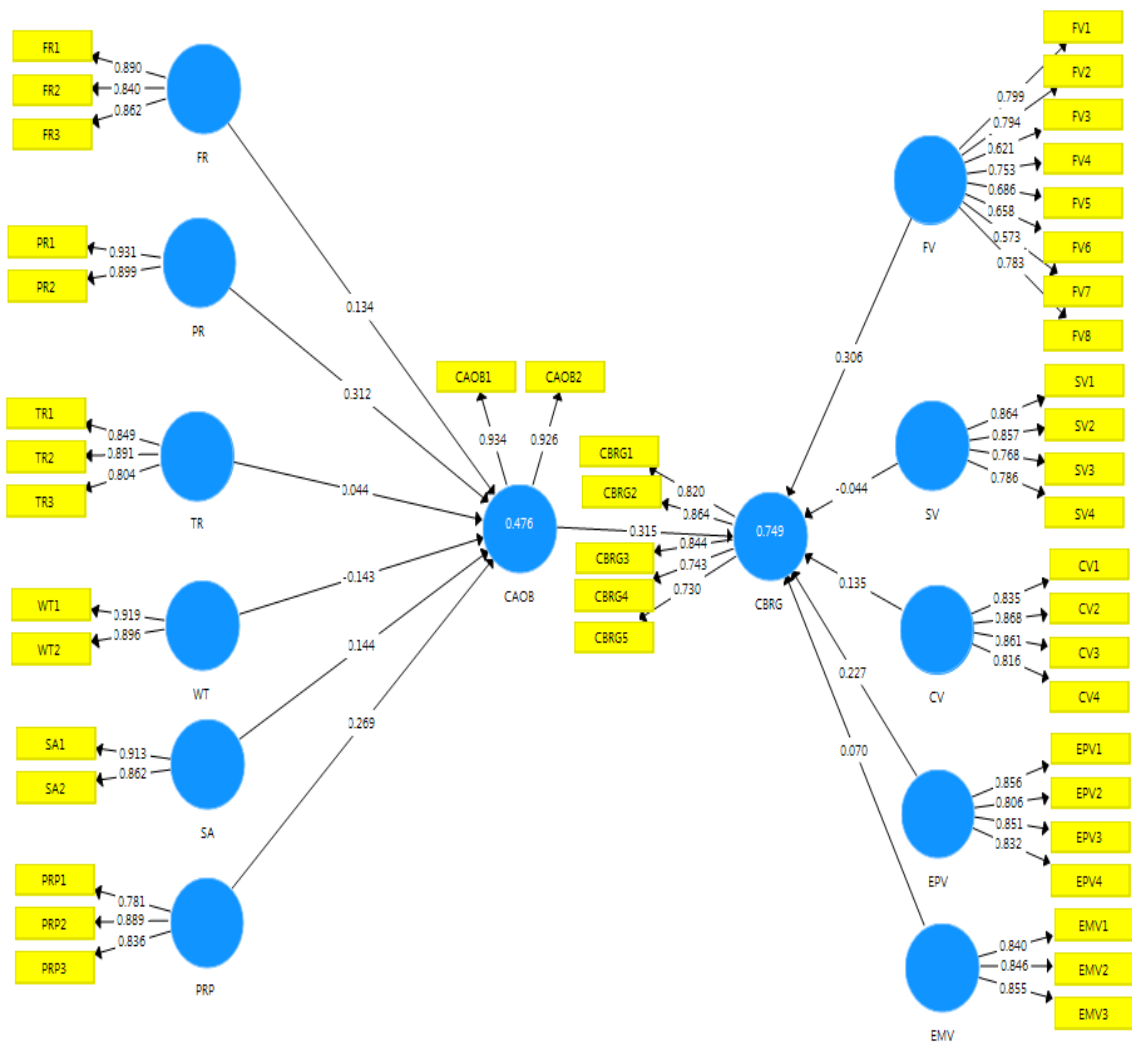 FR1
FR2
FR3
0.890
0.840
0.862
FR
PR1
PR2
0.931
0.899
PR
TR1
TR2
TR3
0.849
0.891
0.804
TR
WT1
WT2
0.919
0.896
WT
SA1
SA2
0.913
0.862
SA
PRP1
PRP2
PRP3
0.781
0.889
0.836
PRP
0.134
0.312
0.044
-0.143
0.144
0.269
CAOB1
CAOB2
0.934
0.926
0.476
CAOB
0.315
CBRG1
CBRG2
CBRG3
CBRG4
CBRG5
0.820
0.864
0.844
0.743
0.730
0.749
CBRG
0.306
-0.044
0.135
0.227
0.070
FV
0.799
0.794
0.621
0.753
0.686
0.658
0.573
0.783
FV1
FV2
FV3
FV4
FV5
FV6
FV7
FV8
SV
0.864
0.857
0.768
0.786
SV1
SV2
SV3
SV4
CV
0.835
0.868
0.861
0.816
CV1
CV2
CV3
CV4
EPV
0.856
0.806
0.851
0.832
EPV1
EPV2
EPV3
EPV4
EMV
0.840
0.846
0.855
EMV1
EMV2
EMV3